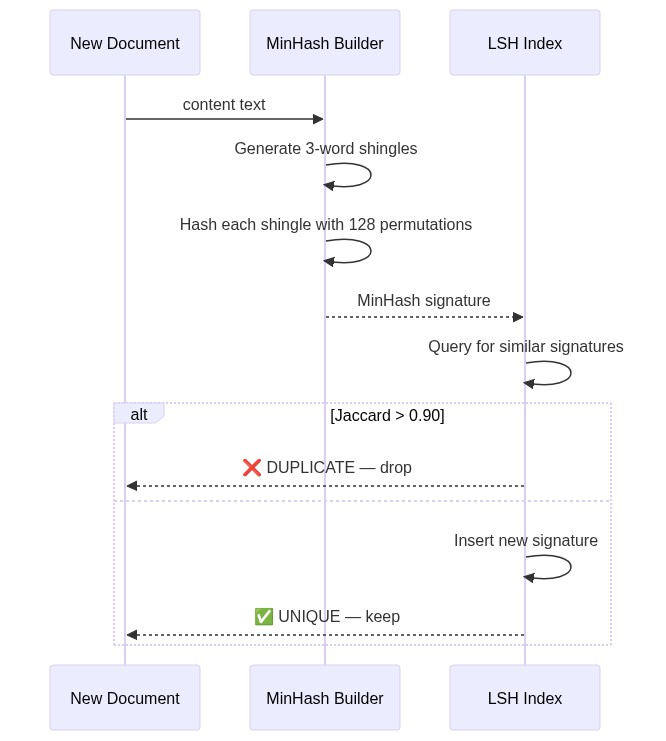 New Document
MinHash Builder
LSH Index
content text
Generate 3-word shingles
Hash each shingle with 128 permutations
MinHash signature
Query for similar signatures
alt
[Jaccard > 0.90]
❌ DUPLICATE — drop
Insert new signature
✅ UNIQUE — keep
New Document
MinHash Builder
LSH Index